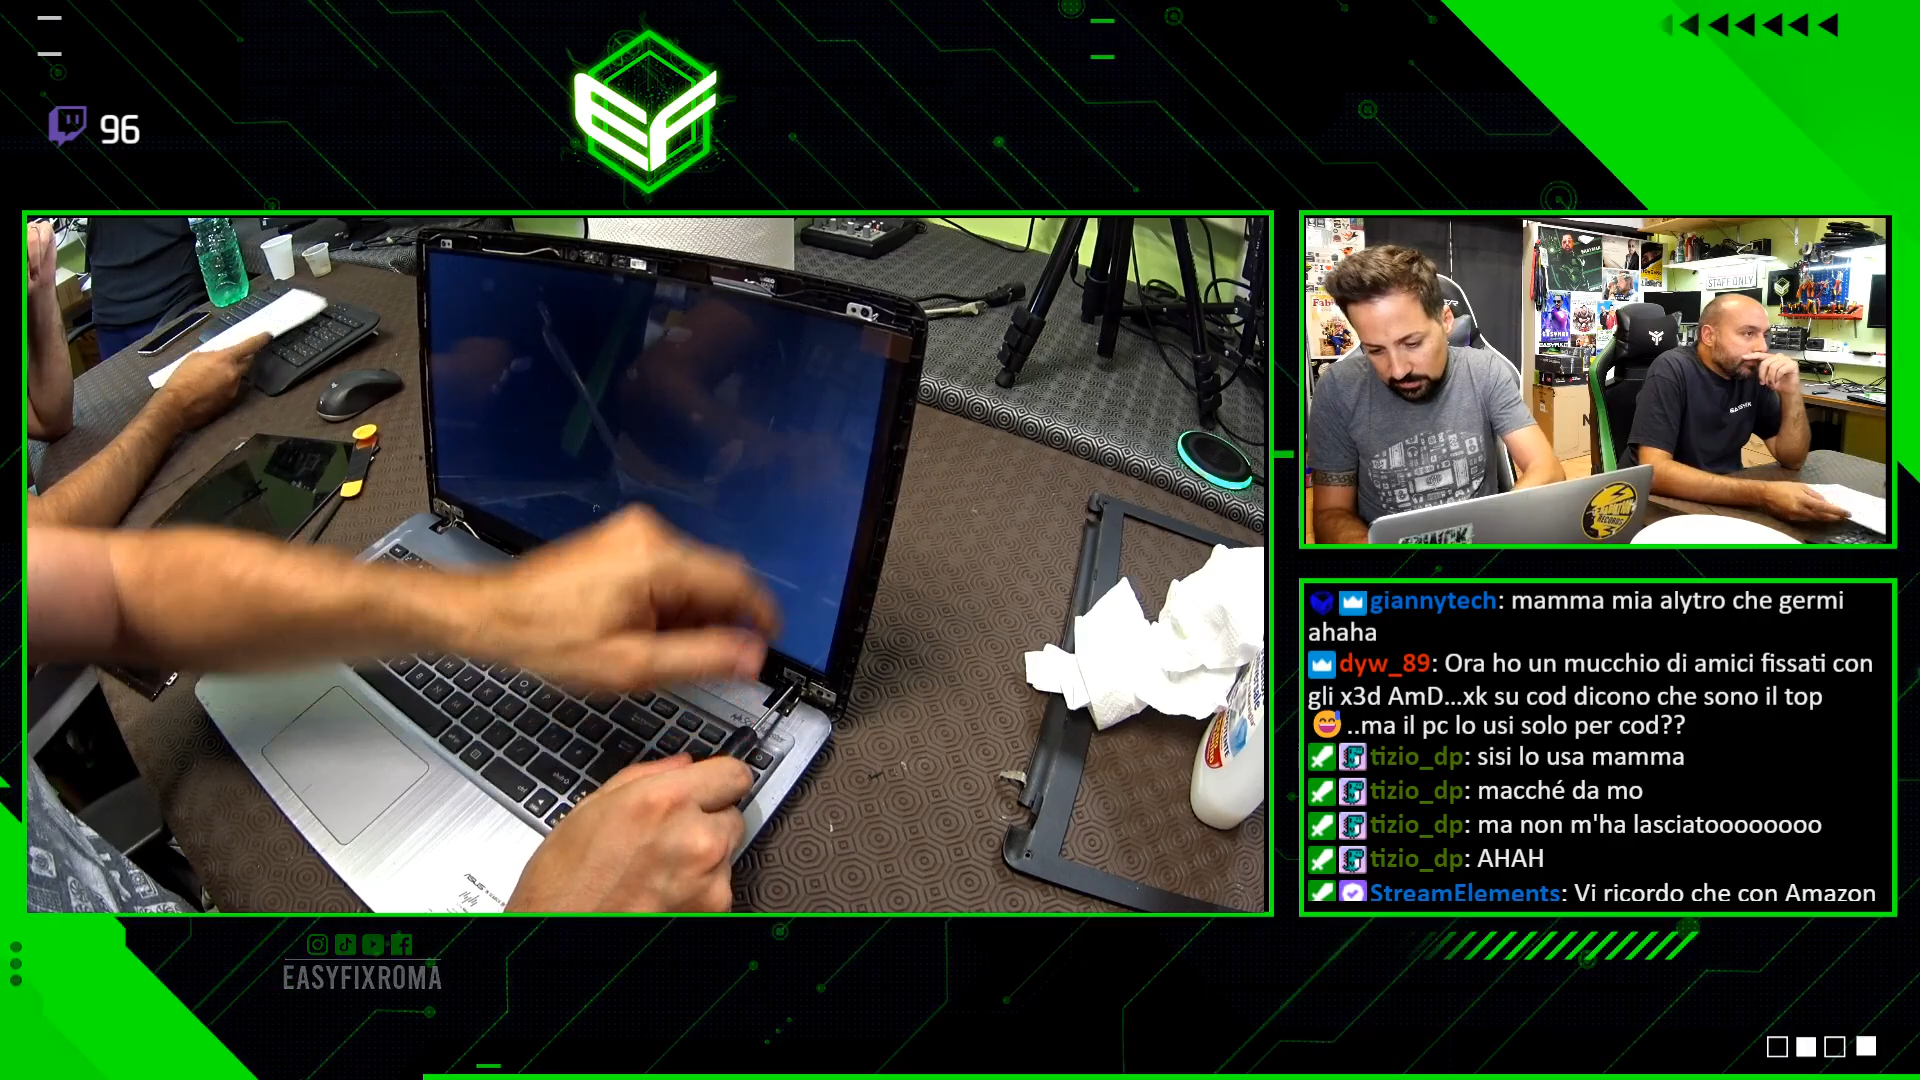 96
EF
STAFF ONLY
ASUS
giannytech: mamma mia alytro che germi
ahaha
dyw_89: Ora ho un mucchio di amici fissati con
gli x3d AmD...xk su cod dicono che sono il top
😅 ..ma il pc lo usi solo per cod??
tizio_dp: sisi lo usa mamma
tizio_dp: macché da mo
tizio_dp: ma non m'ha lasciatoooooooo
tizio_dp: AHAH
StreamElements: Vi ricordo che con Amazon
EASYFIXROMA